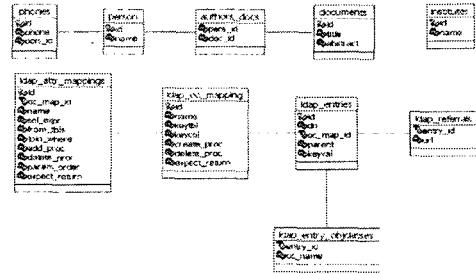 phones
id
phone
pers_id
person
id
name
authors_docs
pers_id
doc_id
documents
id
title
abstract
institutes
id
name
ldap_attr_mappings
id
oc_map_id
name
sel_expr
from_tbls
join_where
add_proc
delete_proc
param_order
expect_return
ldap_oc_mapping
id
name
keytbl
keycol
create_proc
delete_proc
expect_return
ldap_entries
id
dn
oc_map_id
parent
keyval
ldap_referrals
entry_id
url
ldap_entry_objclasses
entry_id
oc_name